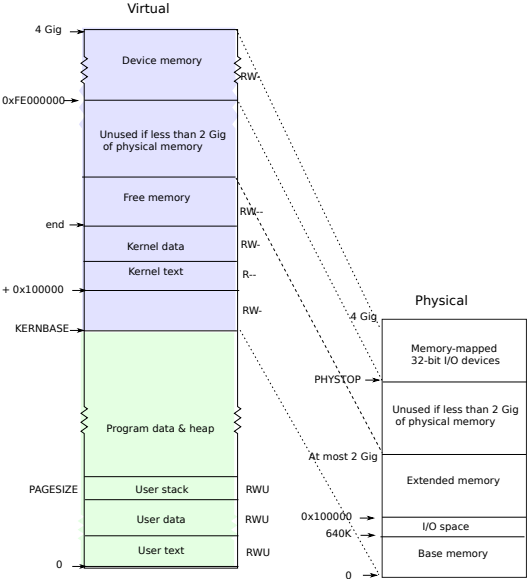 Virtual
4 Gig
Device memory
RW-
0xFE000000
Unused if less than 2 Gig
of physical memory
Free memory
RW--
end
Kernel data
RW-
Kernel text
R--
+ 0x100000
RW-
KERNBASE
Program data & heap
PAGESIZE
User stack
RWU
User data
RWU
User text
RWU
0
Physical
4 Gig
Memory-mapped
32-bit I/O devices
PHYSTOP
Unused if less than 2 Gig
of physical memory
At most 2 Gig
Extended memory
0x100000
I/O space
640K
Base memory
0